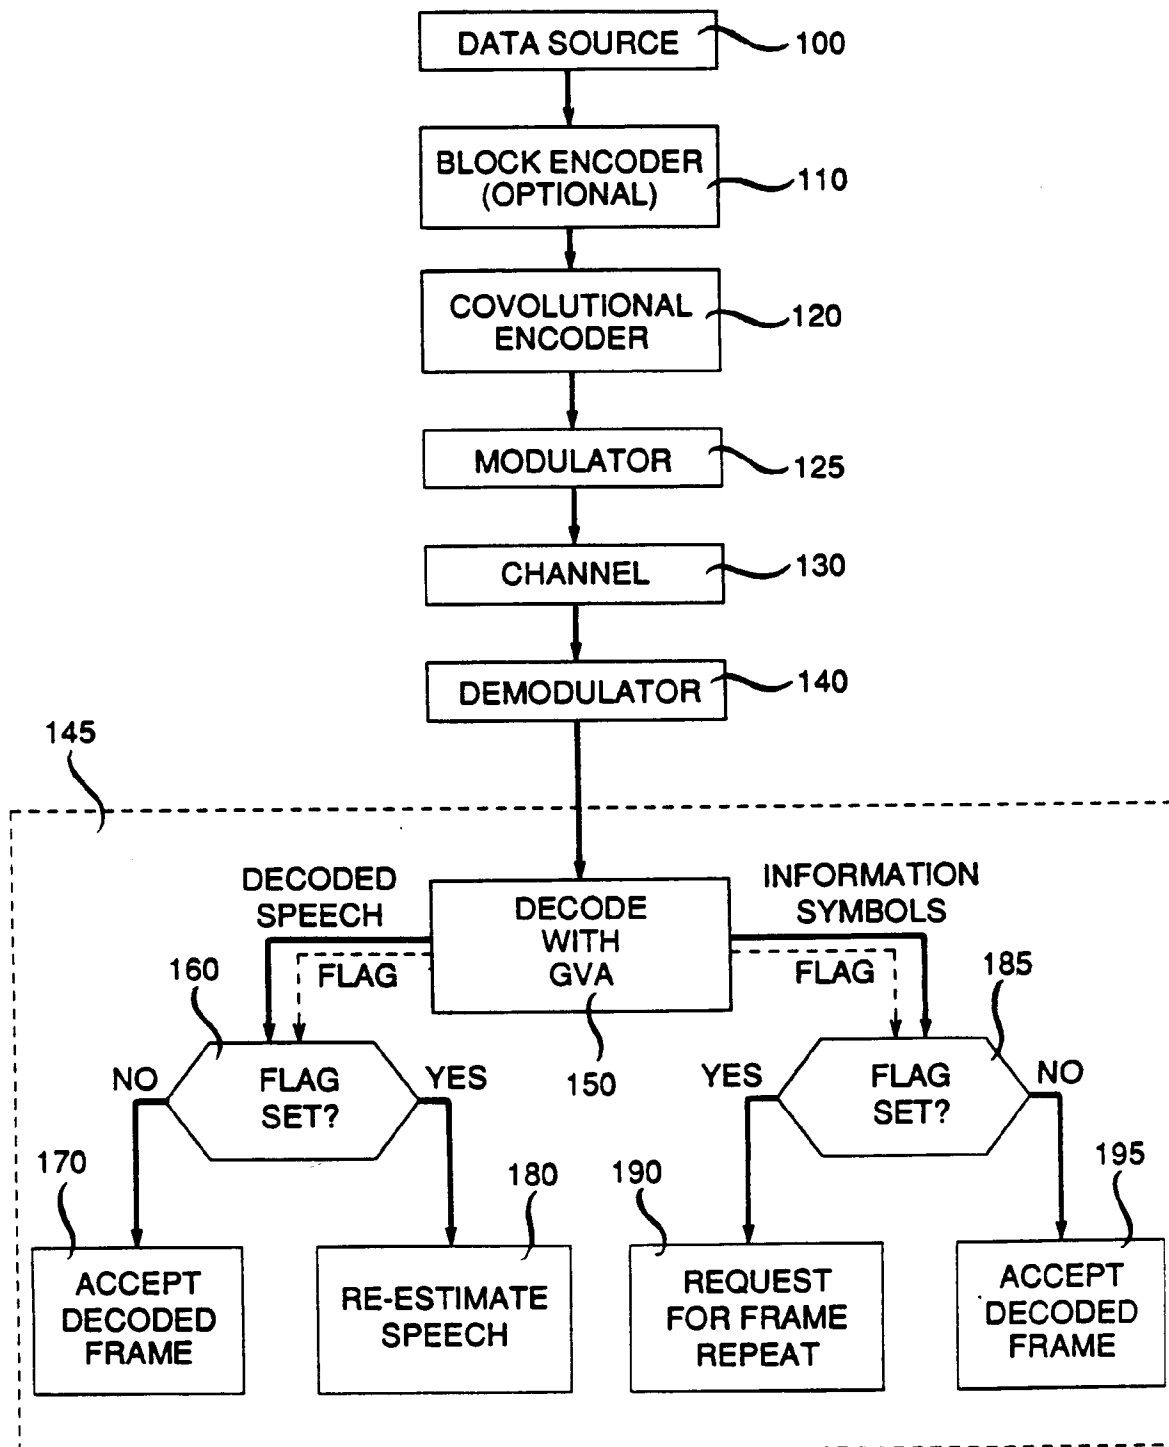 DATA SOURCE
100
BLOCK ENCODER
(OPTIONAL)
110
COVOLUTIONAL
ENCODER
120
MODULATOR
125
CHANNEL
130
DEMODULATOR
140
145
DECODED
SPEECH
FLAG
DECODE
WITH
GVA
150
INFORMATION
SYMBOLS
FLAG
160
FLAG
SET?
NO
YES
185
FLAG
SET?
YES
NO
170
ACCEPT
DECODED
FRAME
180
RE-ESTIMATE
SPEECH
190
REQUEST
FOR FRAME
REPEAT
195
ACCEPT
DECODED
FRAME